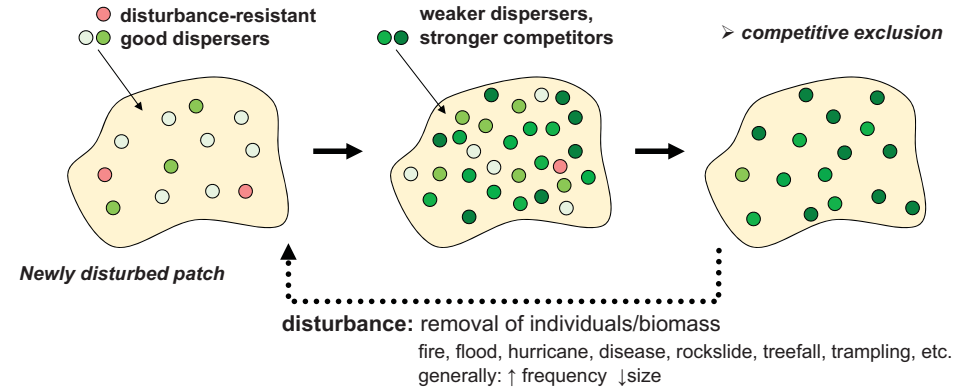 disturbance-resistant
good dispersers
weaker dispersers,
stronger competitors
➢ competitive exclusion
Newly disturbed patch
disturbance: removal of individuals/biomass
fire, flood, hurricane, disease, rockslide, treefall, trampling, etc.
generally: ↑ frequency ↓size